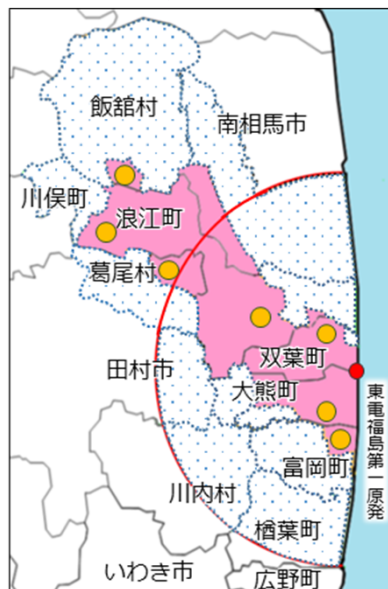 飯舘村
南相馬市
川俣町
浪江町
葛尾村
田村市
双葉町
大熊町
東電福島第一原発
富岡町
川内村
楢葉町
いわき市
広野町